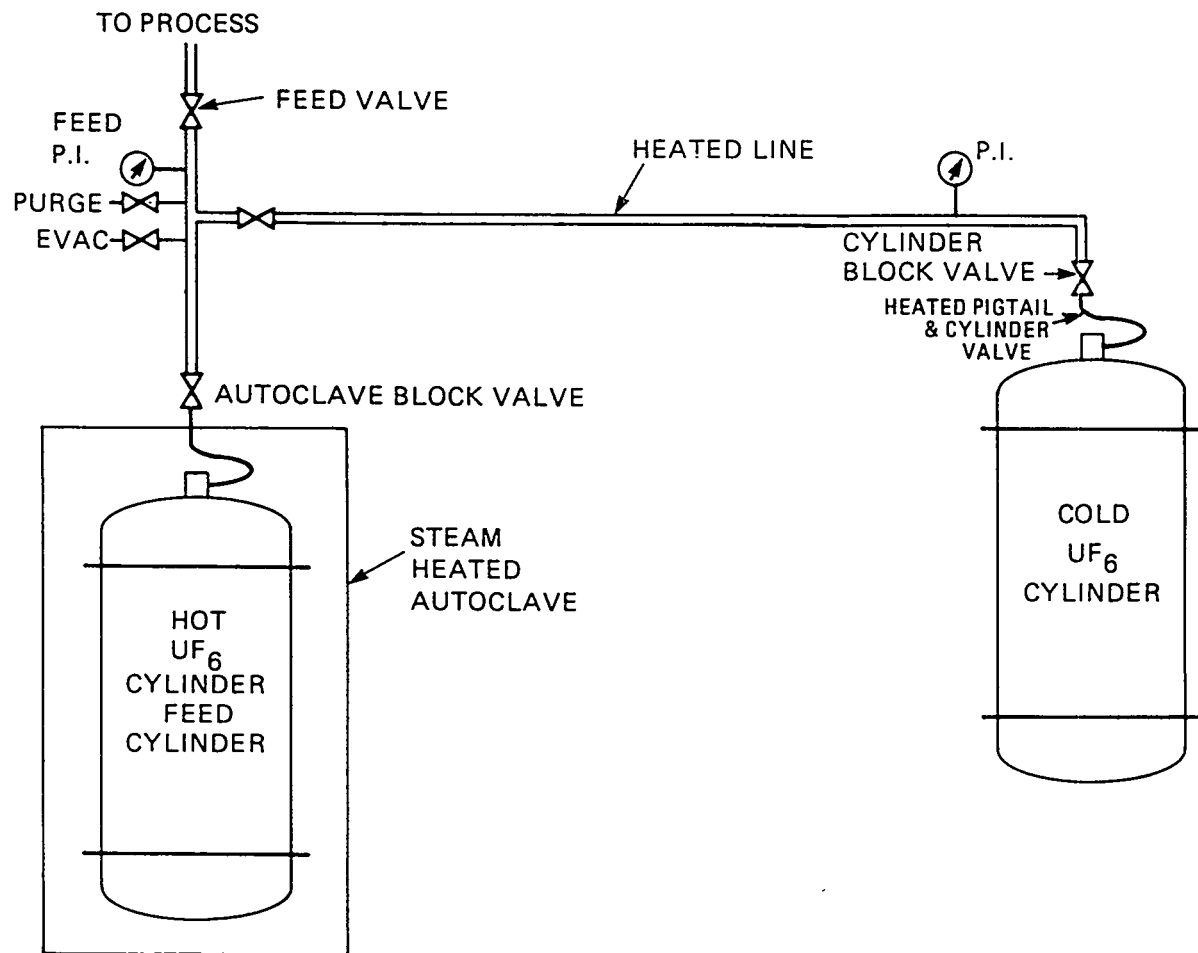 TO PROCESS
FEED VALVE
FEED
P.I.
PURGE
EVAC
HEATED LINE
P.I.
CYLINDER
BLOCK VALVE
HEATED PIGTAIL
& CYLINDER
VALVE
AUTOCLAVE BLOCK VALVE
STEAM
HEATED
AUTOCLAVE
HOT
UF6
CYLINDER
FEED
CYLINDER
COLD
UF6
CYLINDER